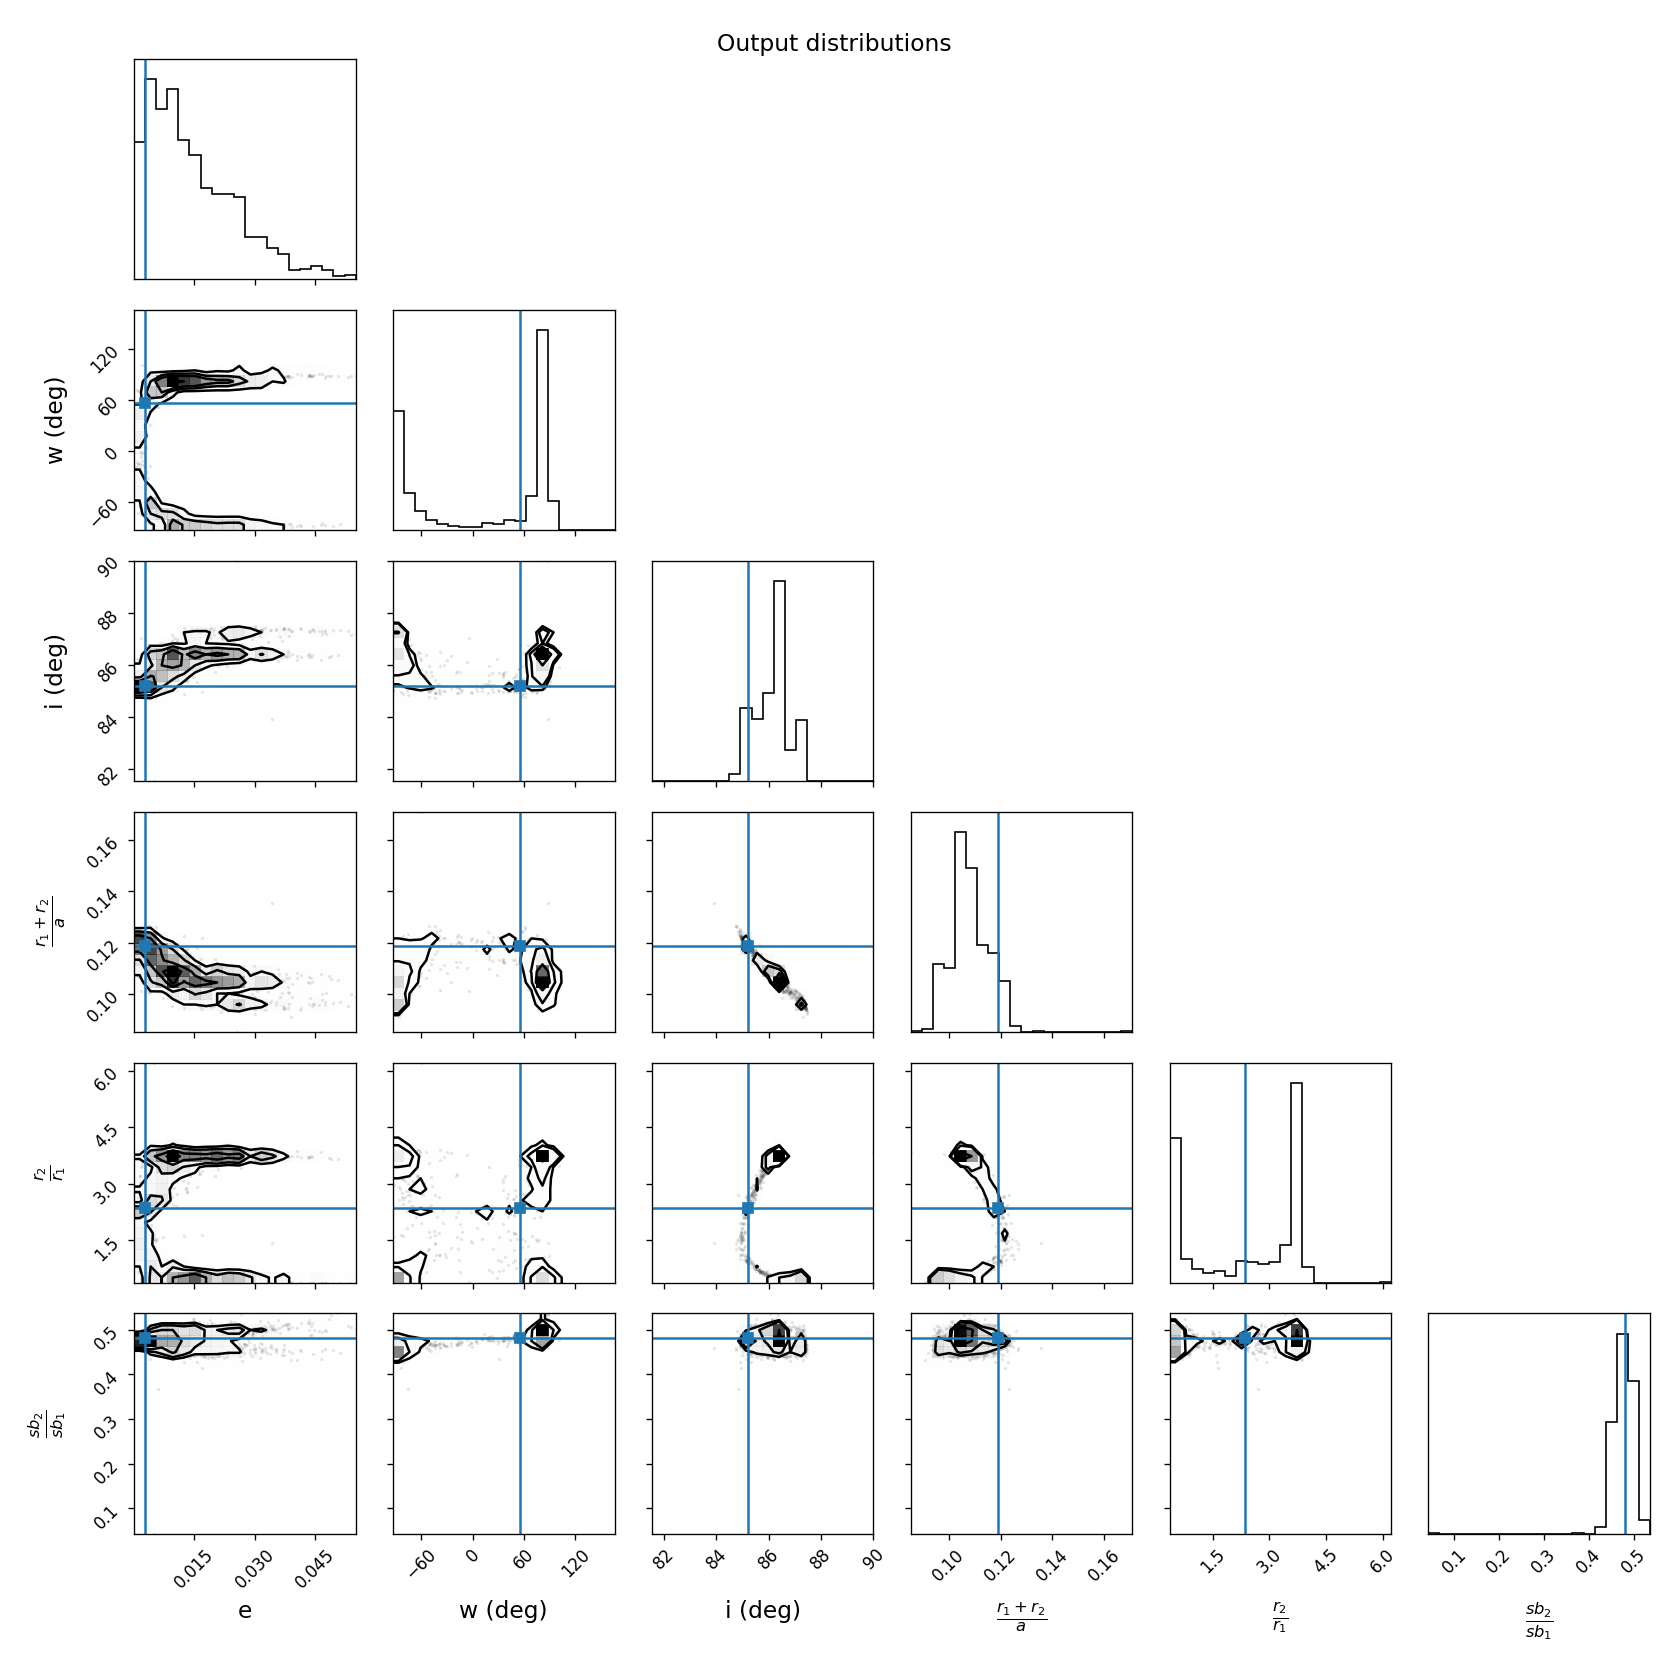 Output distributions
w (deg)
120
60
0
−60
i (deg)
90
88
86
84
82
r₁ + r₂
a
0.16
0.14
0.12
0.10
r₂
r₁
6.0
4.5
3.0
1.5
sb₂
sb₁
0.5
0.4
0.3
0.2
0.1
0.015 0.030 0.045 −60 0 60 120 82 84 86 88 90 0.10 0.12 0.14 0.16 1.5 3.0 4.5 6.0 0.1 0.2 0.3 0.4 0.5
e w (deg) i (deg)
r₁ + r₂
a
r₂
r₁
sb₂
sb₁